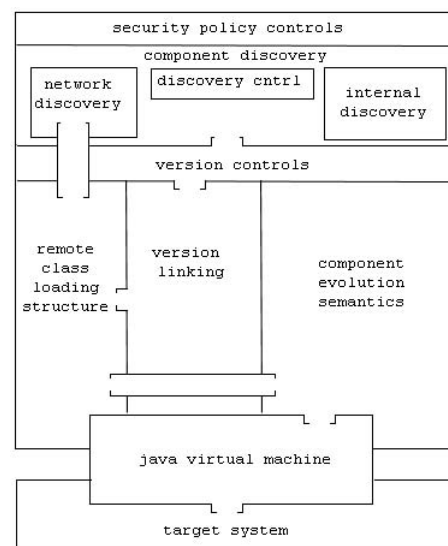 security policy controls
component discovery
network
discovery
discovery cntrl
internal
discovery
version controls
remote
class
loading
structure
version
linking
component
evolution
semantics
java virtual machine
target system